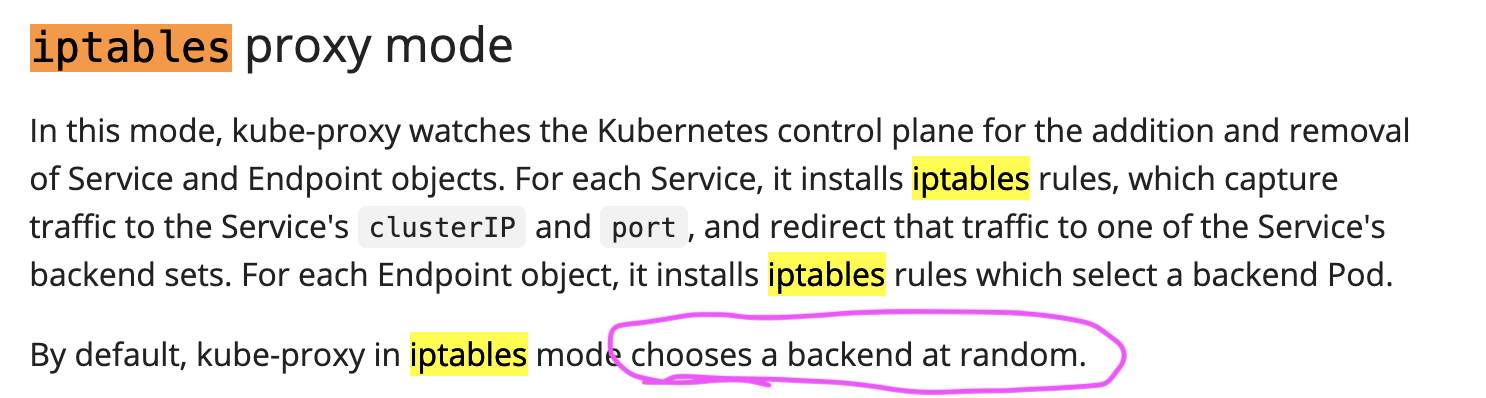 iptables proxy mode
In this mode, kube-proxy watches the Kubernetes control plane for the addition and removal
of Service and Endpoint objects. For each Service, it installs iptables rules, which capture
traffic to the Service's clusterIP and port, and redirect that traffic to one of the Service's
backend sets. For each Endpoint object, it installs iptables rules which select a backend Pod.
By default, kube-proxy in iptables mode chooses a backend at random.